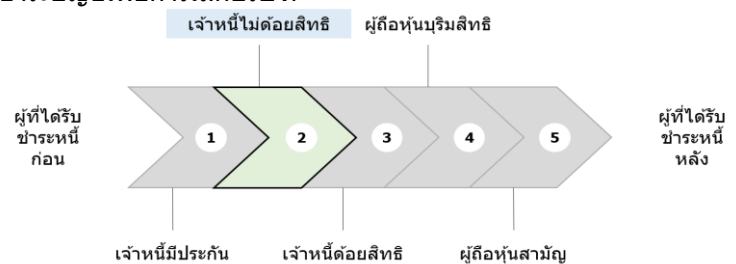 เจ้าหนี้ไม่ด้อยสิทธิ
ผู้ถือหุ้นบุริมสิทธิ
ผู้ที่ได้รับ
ชำระหนี้
ก่อน
1
2
3
4
5
ผู้ที่ได้รับ
ชำระหนี้
หลัง
เจ้าหนี้มีประกัน
เจ้าหนี้ด้อยสิทธิ
ผู้ถือหุ้นสามัญ